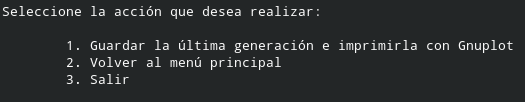 Seleccione la acción que desea realizar:
1. Guardar la última generación e imprimirla con Gnuplot
2. Volver al menú principal
3. Salir